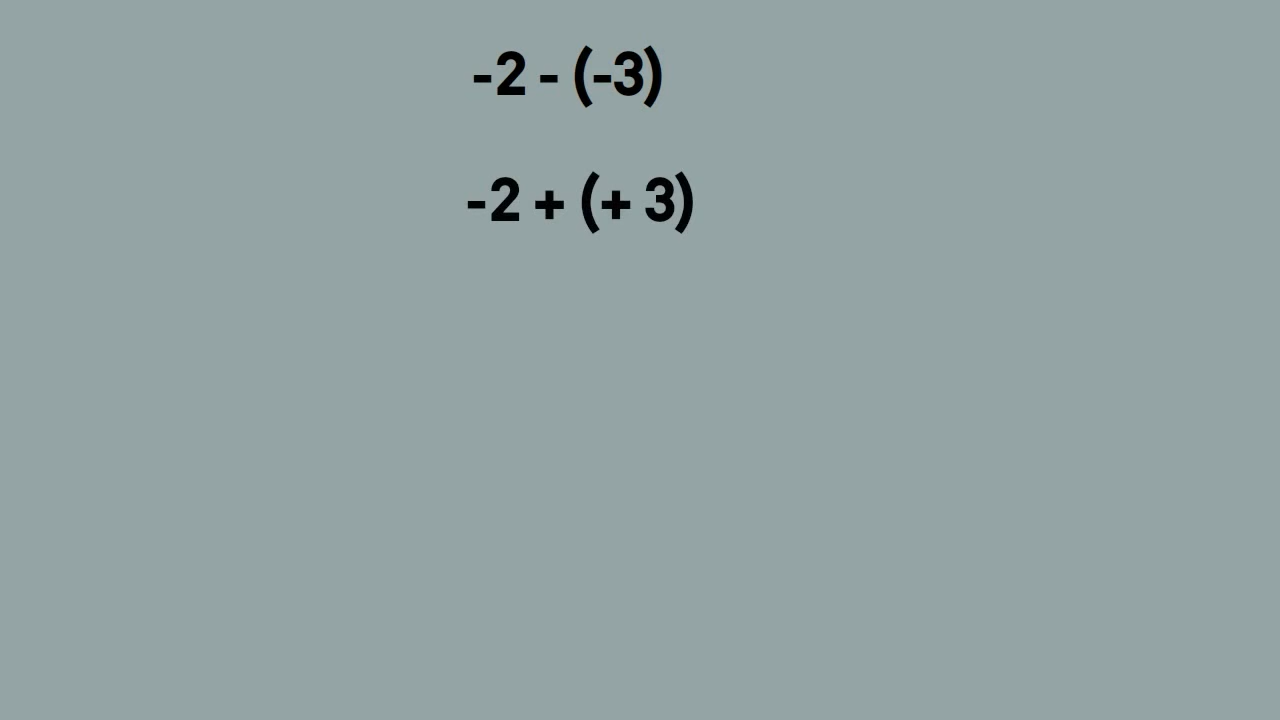 -2 - (-3)
-2 + (+ 3)